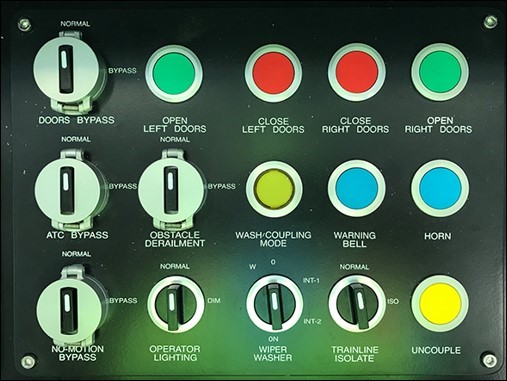 NORMAL
BYPASS
DOORS BYPASS
OPEN
LEFT DOORS
CLOSE
LEFT DOORS
CLOSE
RIGHT DOORS
OPEN
RIGHT DOORS
NORMAL
BYPASS
BYPASS
ATC BYPASS
OBSTACLE
DERAILMENT
WASH/COUPLING
MODE
WARNING
BELL
HORN
NORMAL
BYPASS
NO-MOTION
BYPASS
NORMAL
DIM
OPERATOR
LIGHTING
W
O
INT-1
INT-2
ON
WIPER
WASHER
NORMAL
ISO
TRAINLINE
ISOLATE
UNCOUPLE